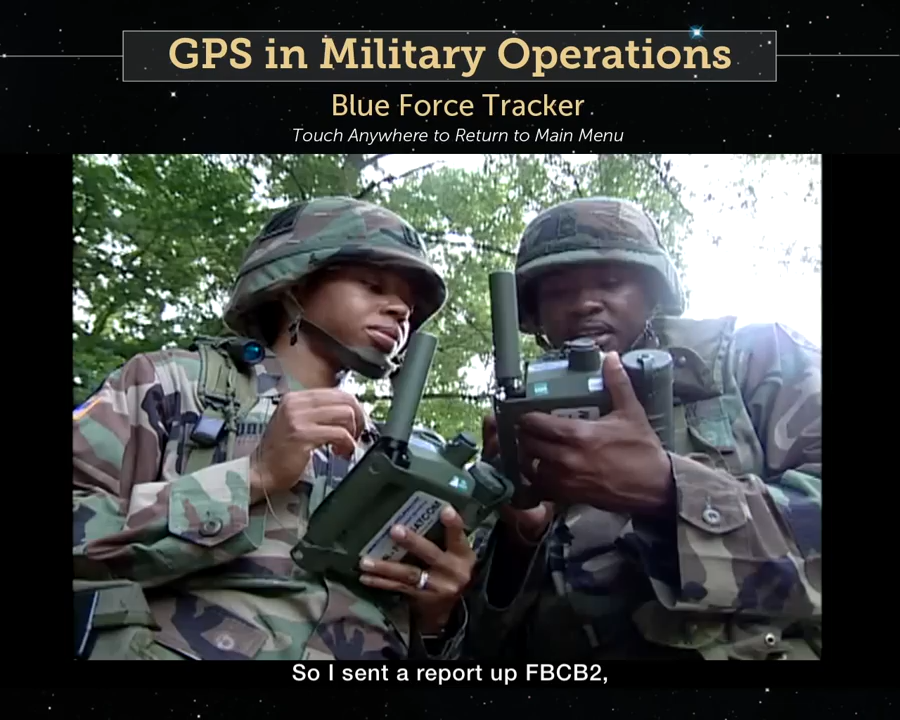 GPS in Military Operations
Blue Force Tracker
Touch Anywhere to Return to Main Menu
So I sent a report up FBCB2,